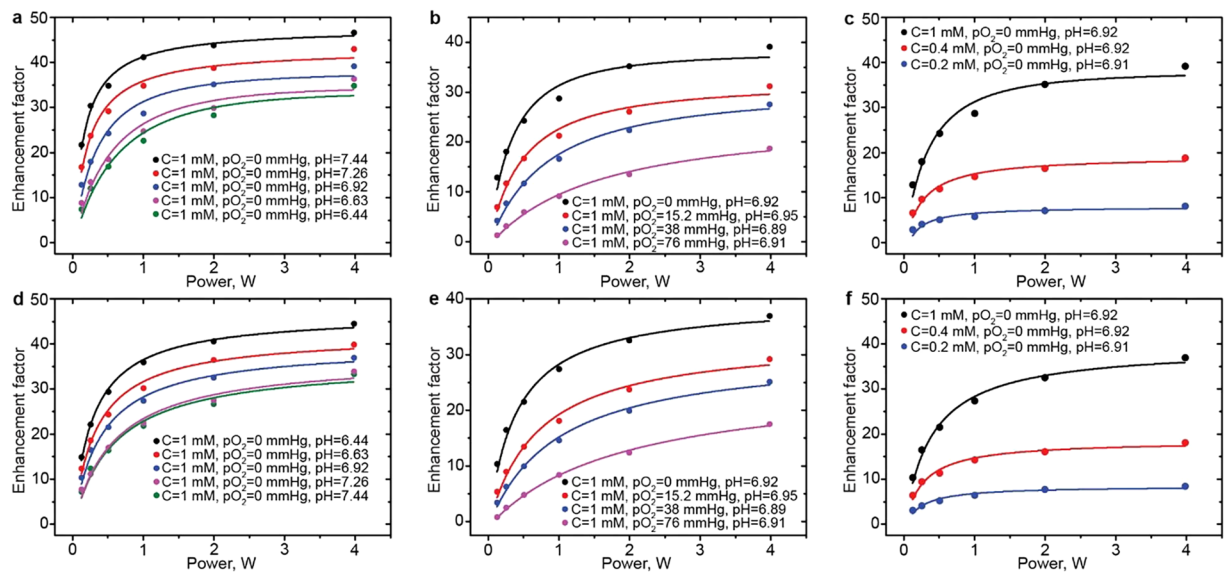 a
Enhancement factor
50
40
30
20
10
0
C=1 mM, pO2=0 mmHg, pH=7.44
C=1 mM, pO2=0 mmHg, pH=7.26
C=1 mM, pO2=0 mmHg, pH=6.92
C=1 mM, pO2=0 mmHg, pH=6.63
C=1 mM, pO2=0 mmHg, pH=6.44
0 1 2 3 4
Power, W
b
Enhancement factor
40
30
20
10
0
C=1 mM, pO2=0 mmHg, pH=6.92
C=1 mM, pO2=15.2 mmHg, pH=6.95
C=1 mM, pO2=38 mmHg, pH=6.89
C=1 mM, pO2=76 mmHg, pH=6.91
0 1 2 3 4
Power, W
c
Enhancement factor
50
40
30
20
10
0
C=1 mM, pO2=0 mmHg, pH=6.92
C=0.4 mM, pO2=0 mmHg, pH=6.92
C=0.2 mM, pO2=0 mmHg, pH=6.91
0 1 2 3 4
Power, W
d
Enhancement factor
50
40
30
20
10
0
C=1 mM, pO2=0 mmHg, pH=6.44
C=1 mM, pO2=0 mmHg, pH=6.63
C=1 mM, pO2=0 mmHg, pH=6.92
C=1 mM, pO2=0 mmHg, pH=7.26
C=1 mM, pO2=0 mmHg, pH=7.44
0 1 2 3 4
Power, W
e
Enhancement factor
40
30
20
10
0
C=1 mM, pO2=0 mmHg, pH=6.92
C=1 mM, pO2=15.2 mmHg, pH=6.95
C=1 mM, pO2=38 mmHg, pH=6.89
C=1 mM, pO2=76 mmHg, pH=6.91
0 1 2 3 4
Power, W
f
Enhancement factor
50
40
30
20
10
0
C=1 mM, pO2=0 mmHg, pH=6.92
C=0.4 mM, pO2=0 mmHg, pH=6.92
C=0.2 mM, pO2=0 mmHg, pH=6.91
0 1 2 3 4
Power, W